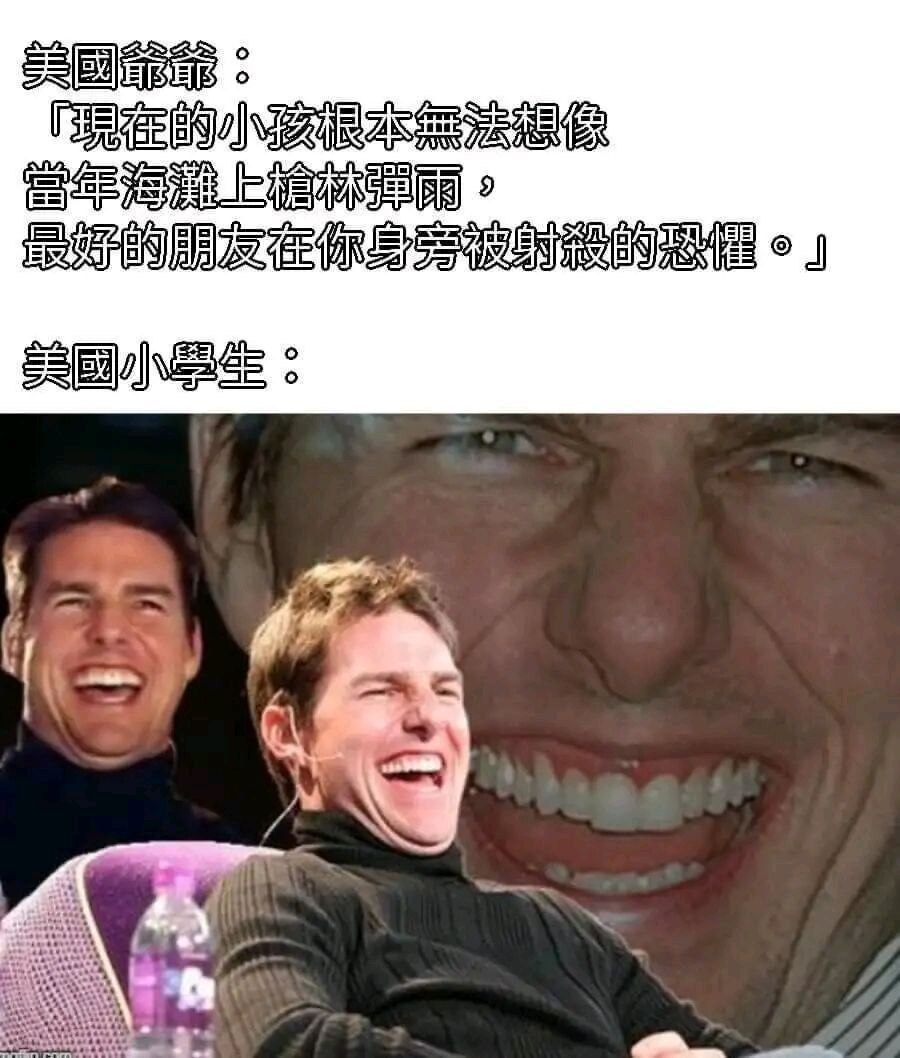 美國爺爺：
「現在的小孩根本無法想像
當年海灘上槍林彈雨，
最好的朋友在你身旁被射殺的恐懼。」
美國小學生：